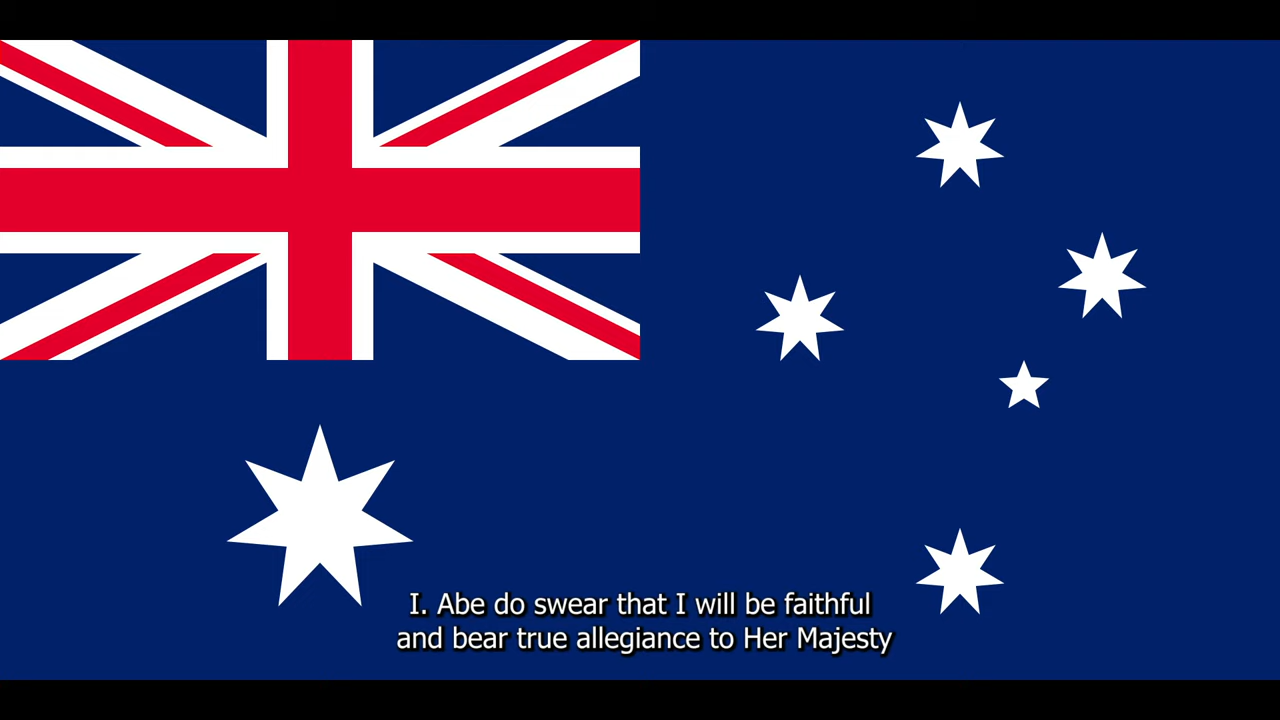 I. Abe do swear that I will be faithful
and bear true allegiance to Her Majesty